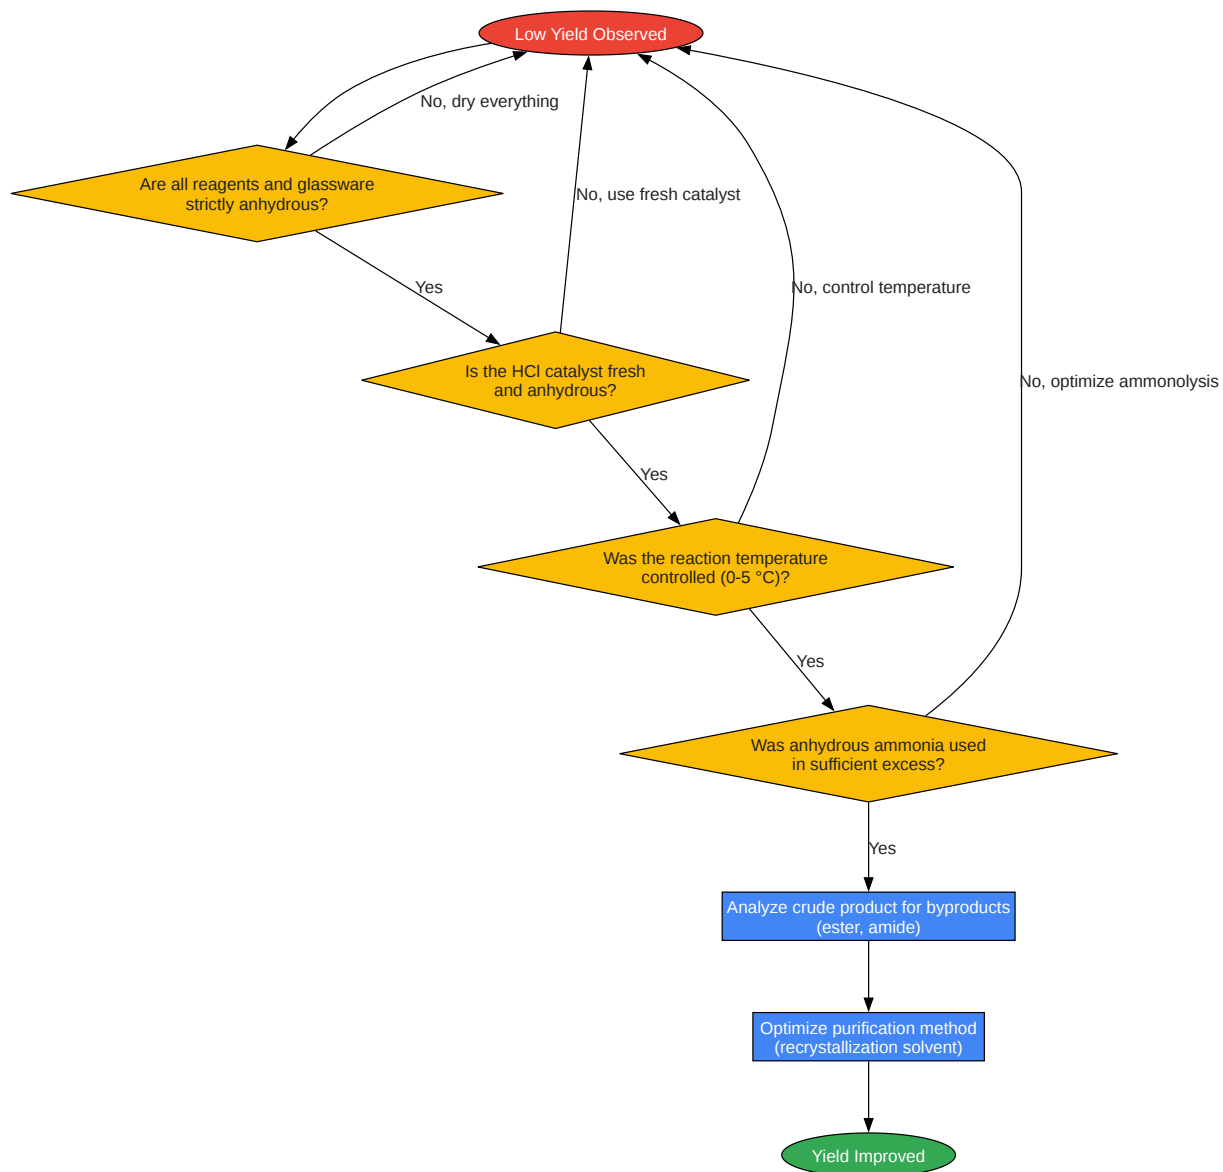 Low Yield Observed
No, dry everything
Are all reagents and glassware
strictly anhydrous?
No, use fresh catalyst
Yes
No, control temperature
Is the HCl catalyst fresh
and anhydrous?
No, optimize ammonolysis
Yes
Was the reaction temperature
controlled (0-5 °C)?
Yes
Was anhydrous ammonia used
in sufficient excess?
Yes
Analyze crude product for byproducts
(ester, amide)
Optimize purification method
(recrystallization solvent)
Yield Improved